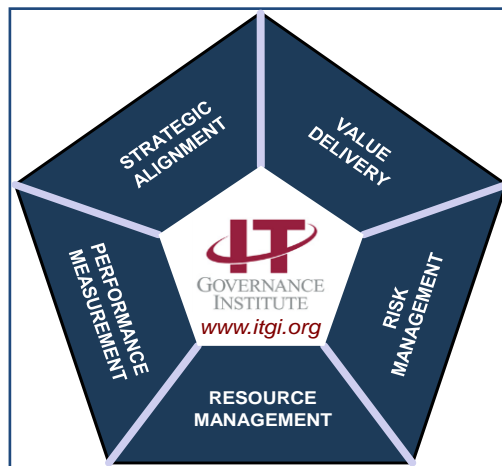 STRATEGIC
ALIGNMENT
VALUE
DELIVERY
PERFORMANCE
MEASUREMENT
IT
GOVERNANCE
INSTITUTE
www.itgi.org
RISK
MANAGEMENT
RESOURCE
MANAGEMENT